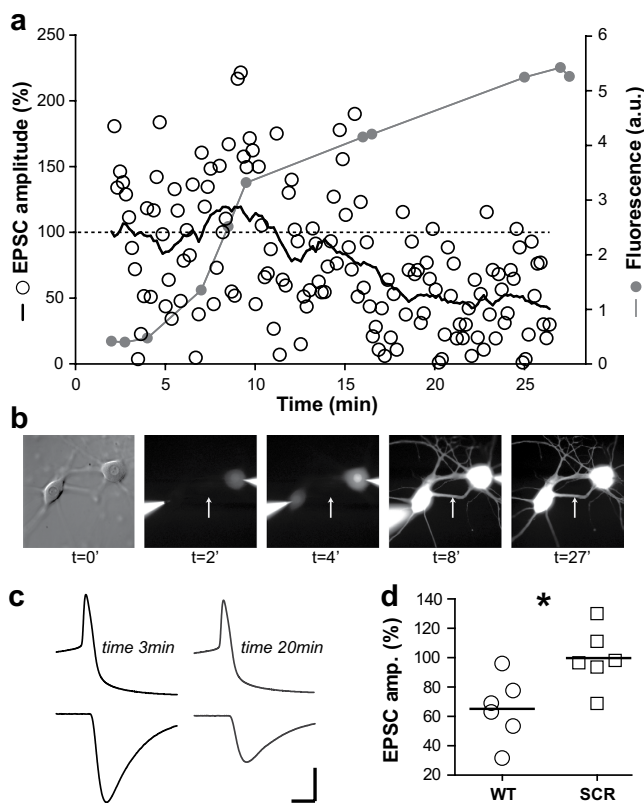 a
EPSC amplitude (%)
250
200
150
100
50
0
6
5
4
3
2
1
0
Fluorescence (a.u.)
0 5 10 15 20 25
Time (min)
b
t=0' t=2' t=4' t=8' t=27'
c
time 3min time 20min
d
*
EPSC amp. (%)
140
120
100
80
60
40
20
WT SCR